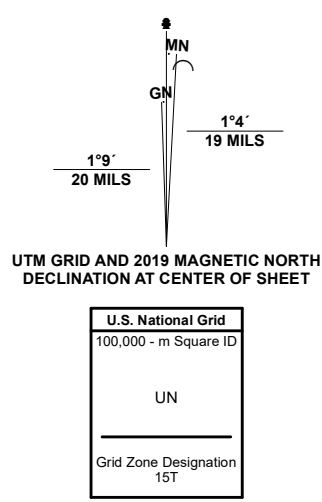 MN
GN
1°4´
19 MILS
1°9´
20 MILS
UTM GRID AND 2019 MAGNETIC NORTH
DECLINATION AT CENTER OF SHEET
U.S. National Grid
100,000 - m Square ID
UN
Grid Zone Designation
15T